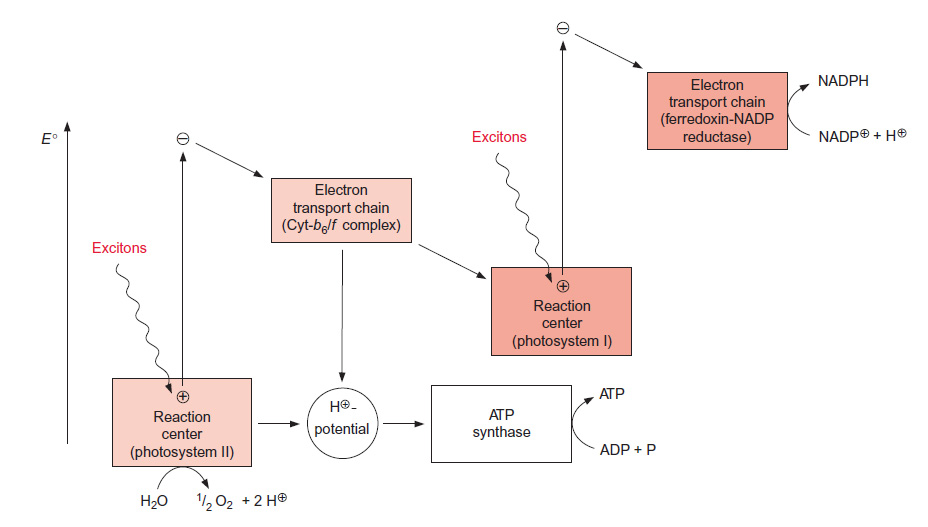 Electron
transport chain
(ferredoxin-NADP
reductase)
NADPH
NADP⊕ + H⊕
E°
Excitons
Electron
transport chain
(Cyt-b₆/f complex)
Excitons
⊖
⊖
⊕
Reaction
center
(photosystem I)
⊕
Reaction
center
(photosystem II)
H⊕-
potential
ATP
synthase
ATP
ADP + P
H₂O
½ O₂ + 2 H⊕